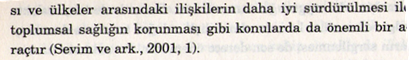 sı ve ülkeler arasındaki ilişkilerin daha iyi sürdürülmesi ile
toplumsal sağlığın korunması gibi konularda da önemli bir a
raçtır (Sevim ve ark., 2001, 1).